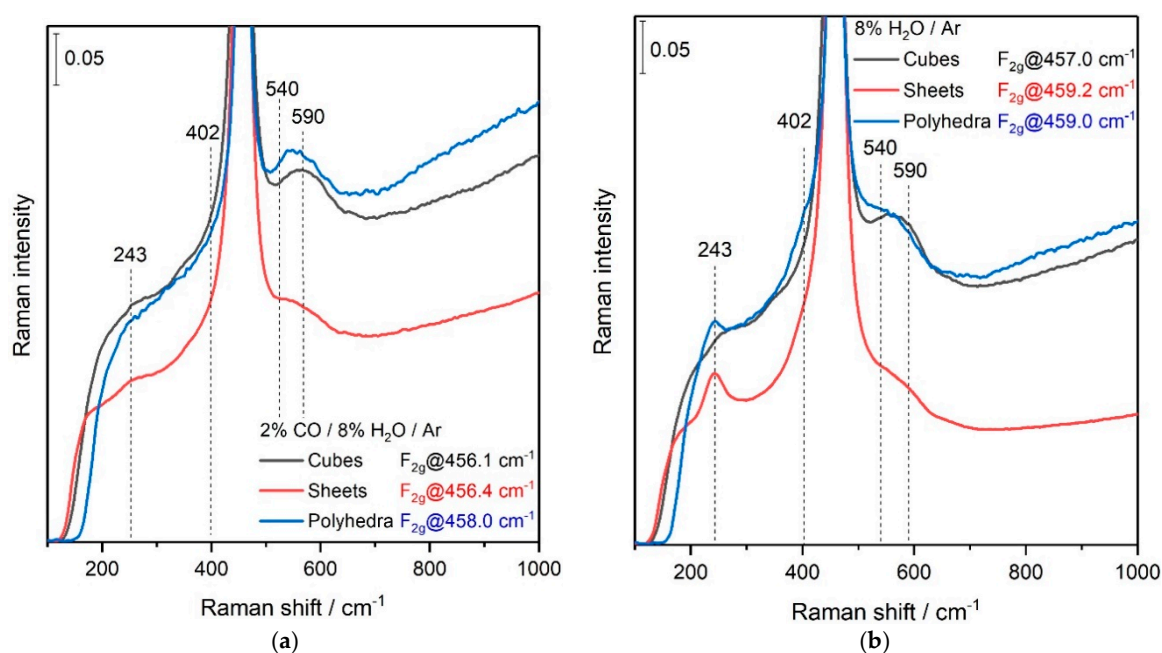 0.05
540
590
402
243
2% CO / 8% H₂O / Ar
Cubes F₂g@456.1 cm⁻¹
Sheets F₂g@456.4 cm⁻¹
Polyhedra F₂g@458.0 cm⁻¹
Raman intensity
200 400 600 800 1000
Raman shift / cm⁻¹
(a)
8% H₂O / Ar
0.05
Cubes F₂g@457.0 cm⁻¹
Sheets F₂g@459.2 cm⁻¹
Polyhedra F₂g@459.0 cm⁻¹
402
540
590
243
Raman intensity
200 400 600 800 1000
Raman shift / cm⁻¹
(b)